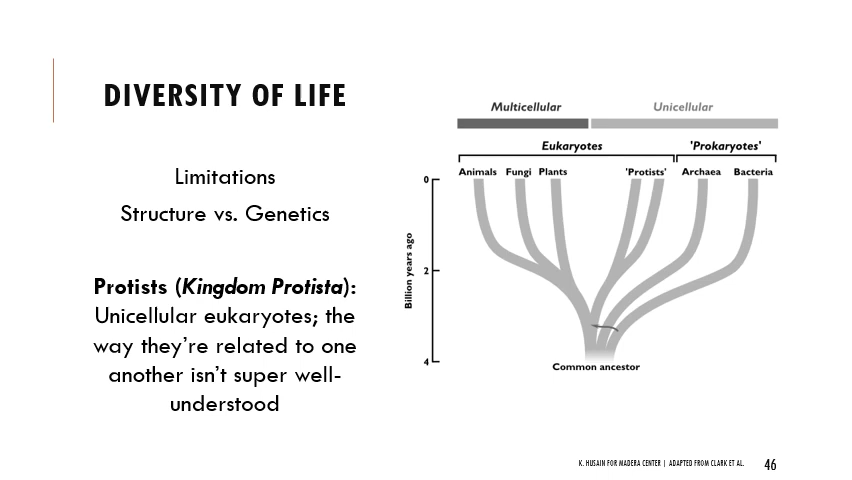 DIVERSITY OF LIFE
Limitations
Structure vs. Genetics
Protists (Kingdom Protista):
Unicellular eukaryotes; the
way they’re related to one
another isn’t super well-
understood
Multicellular Unicellular
Eukaryotes 'Prokaryotes'
Animals Fungi Plants 'Protists' Archaea Bacteria
0
2
4
Billion years ago
Common ancestor
K. HUSAIN FOR MADERA CENTER | ADAPTED FROM CLARK ET AL. 46